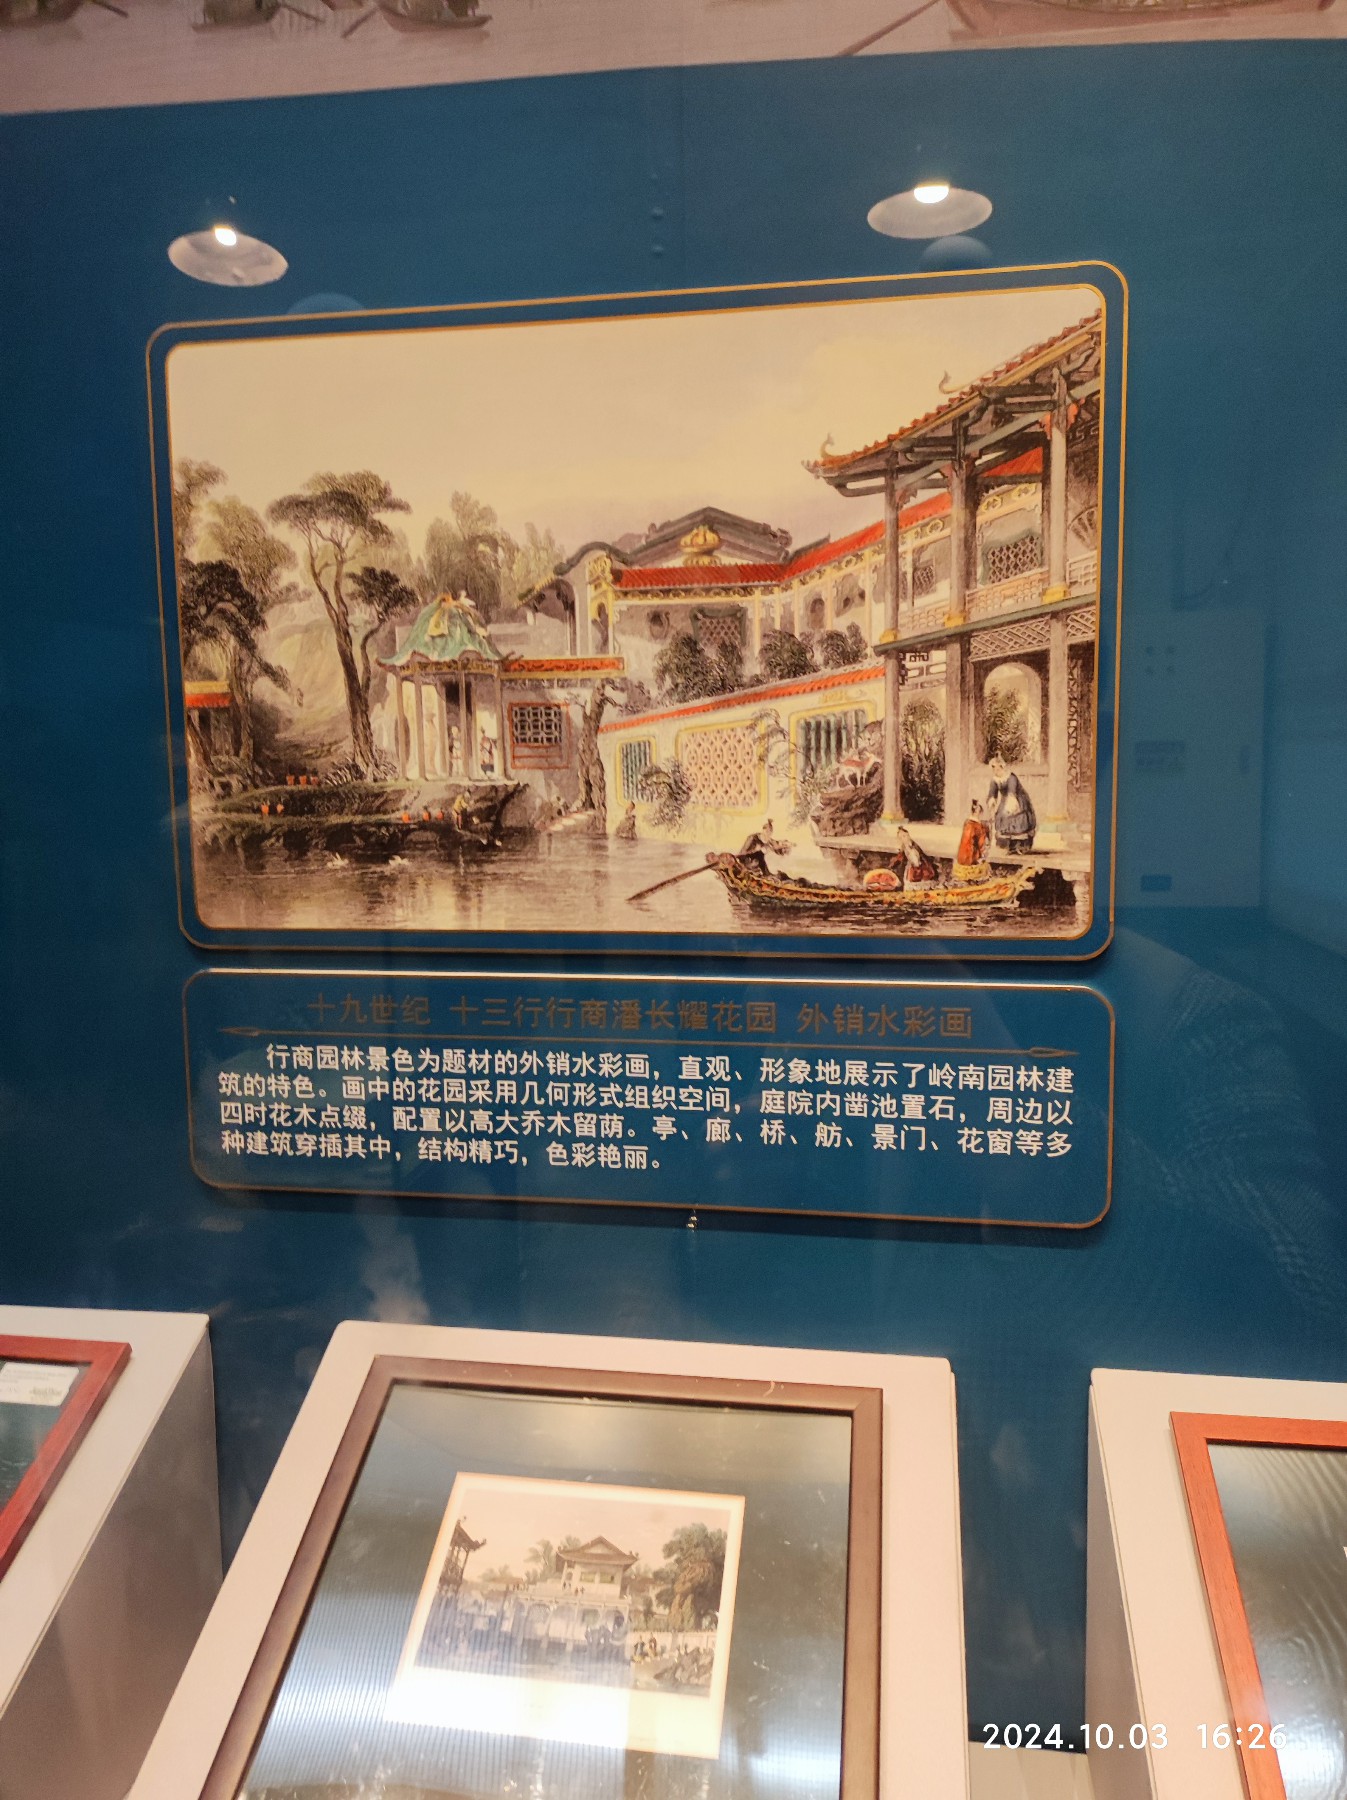 十九世纪 十三行行商潘长耀花园 外销水彩画
行商园林景色为题材的外销水彩画，直观、形象地展示了岭南园林建
筑的特色。画中的花园采用几何形式组织空间，庭院内凿池置石，周边以
四时花木点缀，配置以高大乔木留荫。亭、廊、桥、舫、景门、花窗等多
种建筑穿插其中，结构精巧，色彩艳丽。
2024.10.03 16:26